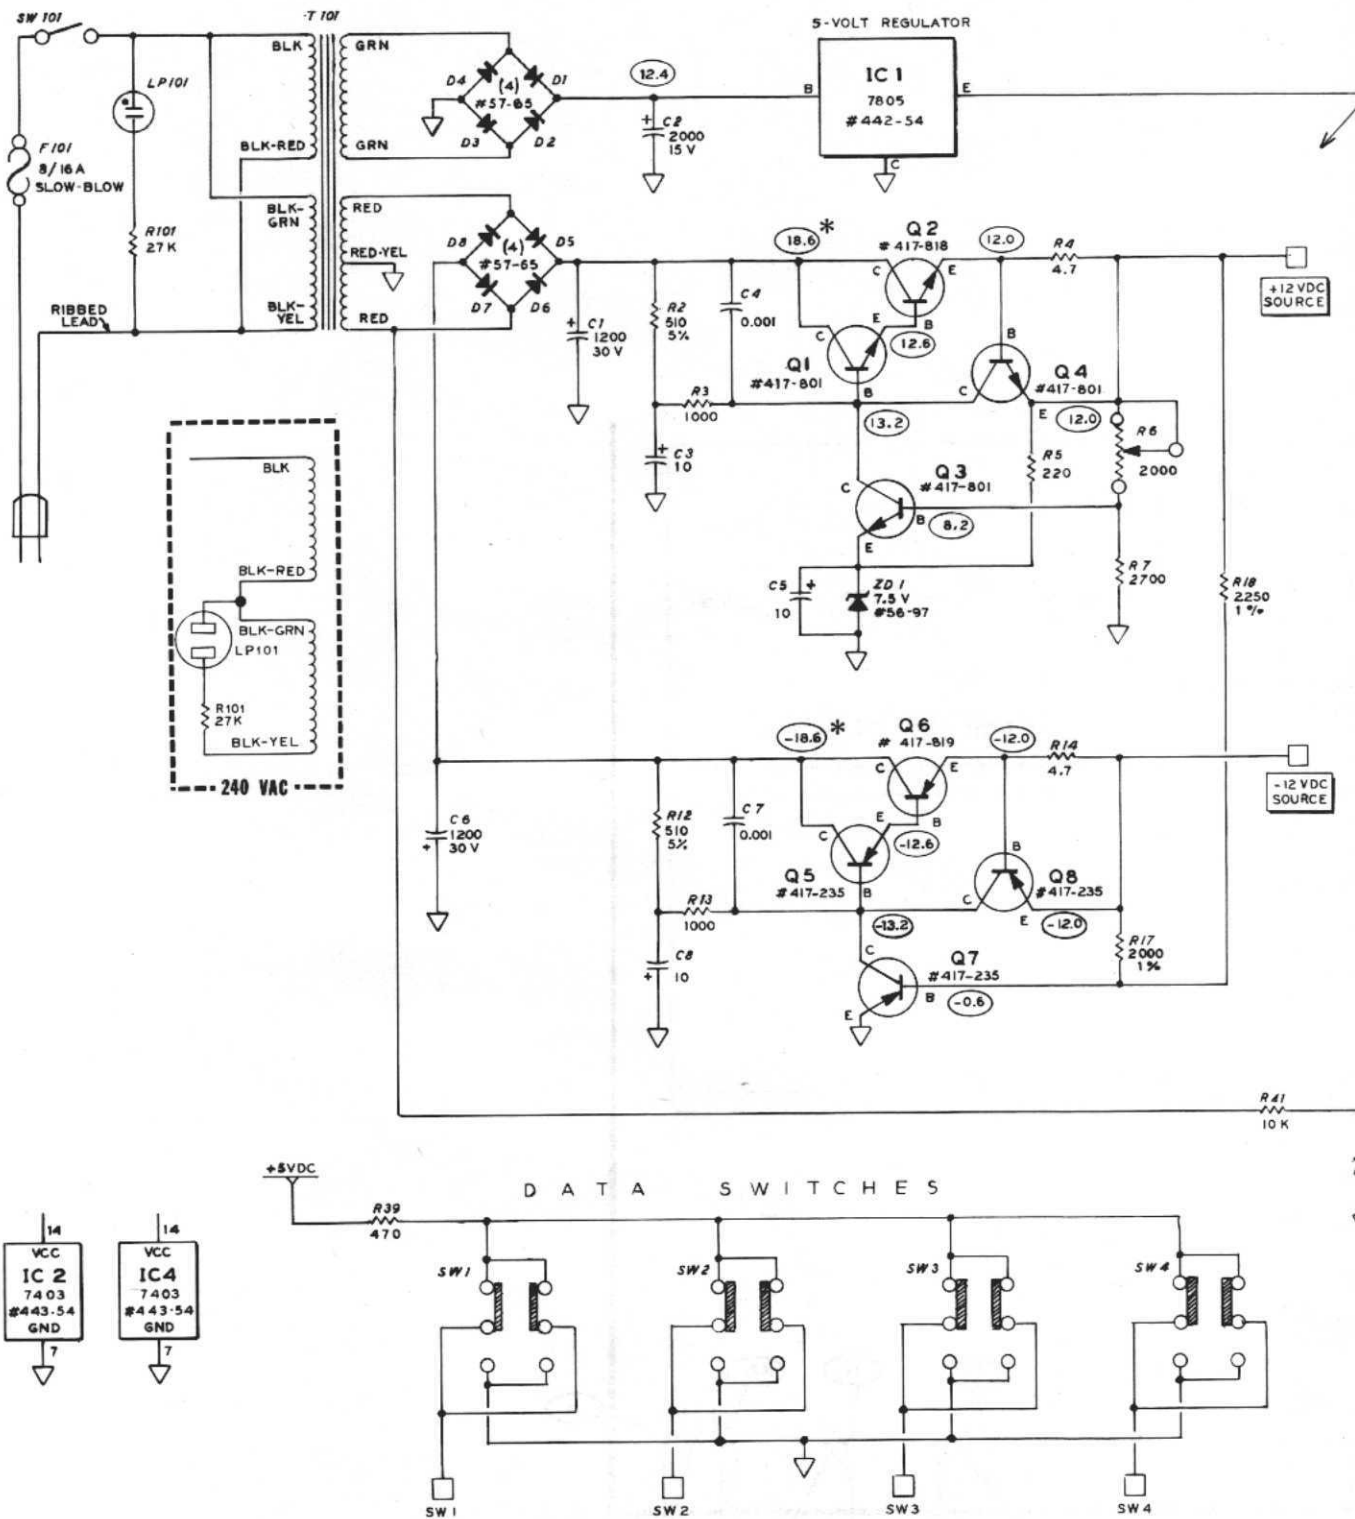 SW 101
T 101
5-VOLT REGULATOR
BLK
GRN
D4
D1
(4)
#57-65
D3
D2
12.4
B
IC 1
7805
#442-54
E
C
LP101
+
C2
2000
15 V
F101
3/16 A
SLOW-BLOW
BLK-RED
GRN
R101
27K
BLK-
GRN
RED
RED-YEL
BLK-
YEL
RED
RIBBED
LEAD
D8
D5
(4)
#57-65
D7
D6
18.6 *
Q2
#417-818
C
E
B
12.0
R4
4.7
+12 VDC
SOURCE
+
C1
1200
30 V
R2
510
5%
C4
0.001
C
E
12.6
Q1
#417-801
B
B
Q4
#417-801
C
E
12.0
R3
1000
13.2
R6
2000
+
C3
10
R5
220
Q3
#417-801
C
B
8.2
E
C5
+
10
ZD 1
7.5 V
#56-97
R7
2700
R18
2250
1%
BLK
BLK-RED
BLK-GRN
LP101
R101
27K
BLK-YEL
240 VAC
-18.6 *
Q6
# 417-819
C
E
B
-12.0
R14
4.7
-12 VDC
SOURCE
C6
1200
30 V
+
R12
510
5%
C7
0.001
C
E
-12.6
Q5
#417-235
B
B
Q8
#417-235
C
E
-12.0
R13
1000
-13.2
R17
2000
1%
C8
10
+
C
Q7
#417-235
B
-0.6
E
R41
10 K
+5VDC
DATA SWITCHES
R39
470
SW1
SW2
SW3
SW4
14
VCC
IC 2
7403
#443-54
GND
7
14
VCC
IC4
7403
#443-54
GND
7
SW1
SW2
SW3
SW4